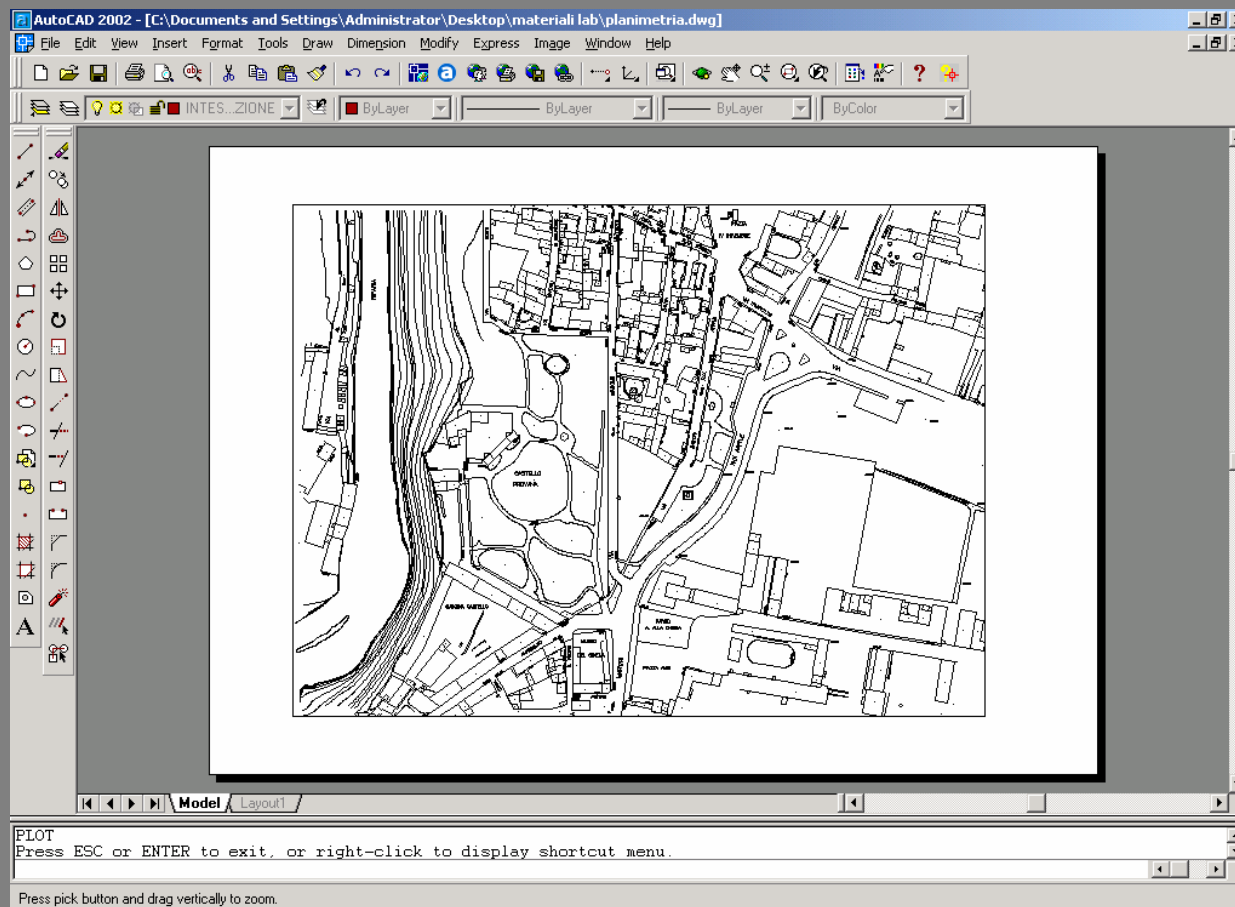 AutoCAD 2002 - [C:\Documents and Settings\Administrator\Desktop\materiali lab\planimetria.dwg]
File Edit View Insert Format Tools Draw Dimension Modify Express Image Window Help
INTES...ZIONE ByLayer ByLayer ByLayer ByColor
CASTELLO
Model Layout1
PLOT
Press ESC or ENTER to exit, or right-click to display shortcut menu.
Press pick button and drag vertically to zoom.